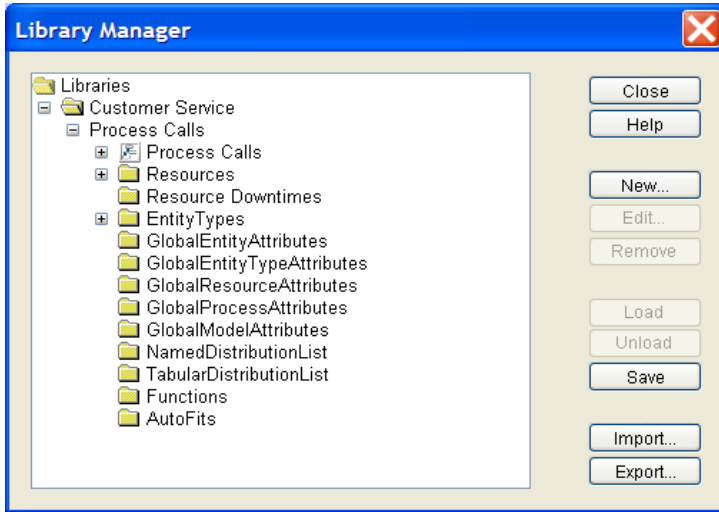 Library Manager
Libraries
Customer Service
Process Calls
Process Calls
Resources
Resource Downtimes
EntityTypes
GlobalEntityAttributes
GlobalEntityTypeAttributes
GlobalResourceAttributes
GlobalProcessAttributes
GlobalModelAttributes
NamedDistributionList
TabularDistributionList
Functions
AutoFits
Close
Help
New...
Edit...
Remove
Load
Unload
Save
Import...
Export...